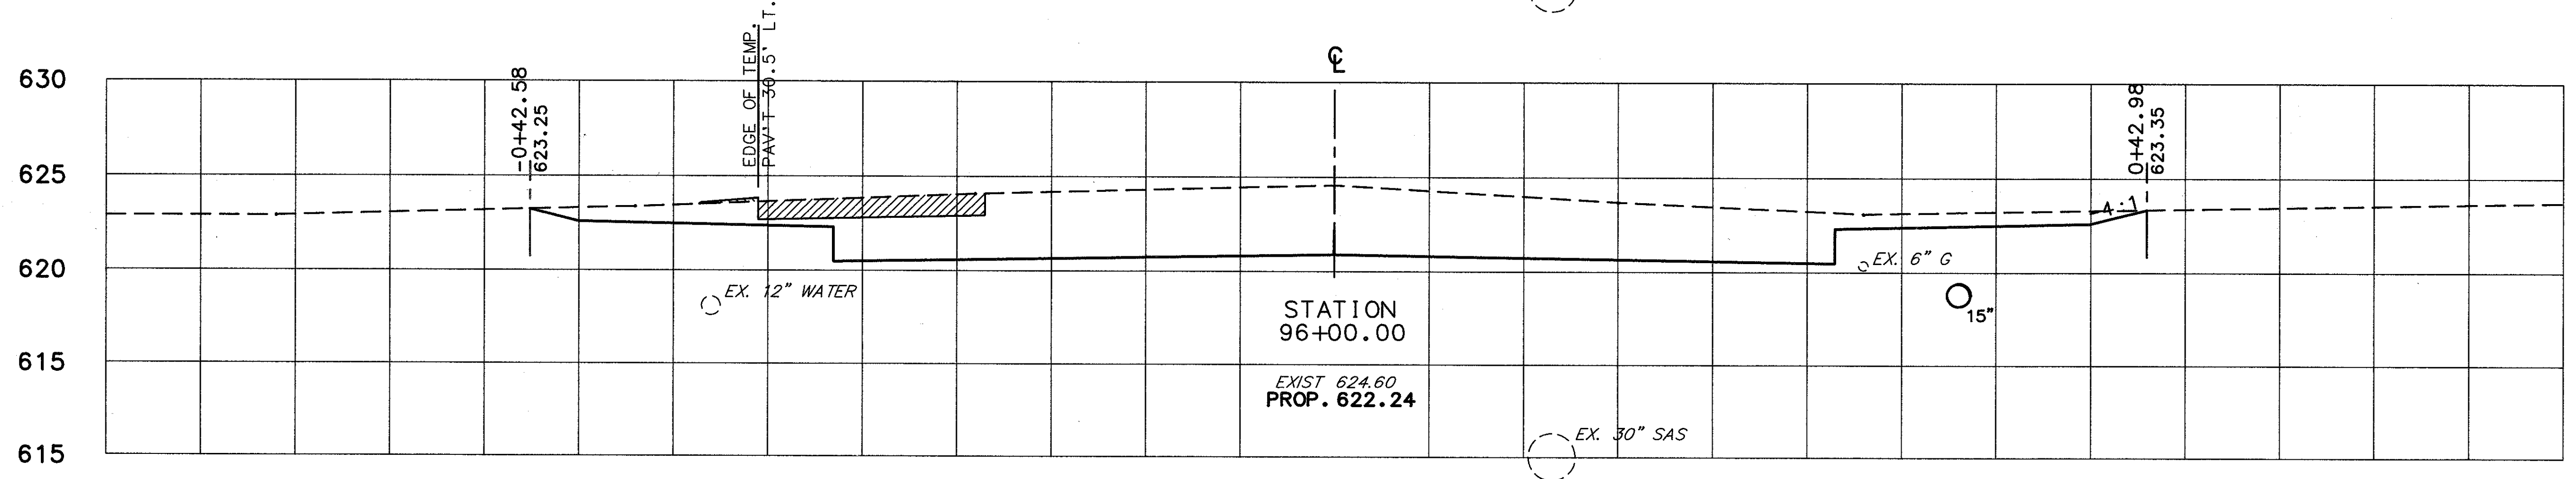 ℄
630
-0+42.58
623.25
EDGE OF TEMP.
PAV'T 30.5' LT.
0+42.98
623.35
625
4:1
620
EX. 12" WATER
EX. 6" G
15"
STATION
96+00.00
615
EXIST 624.60
PROP. 622.24
EX. 30" SAS
615